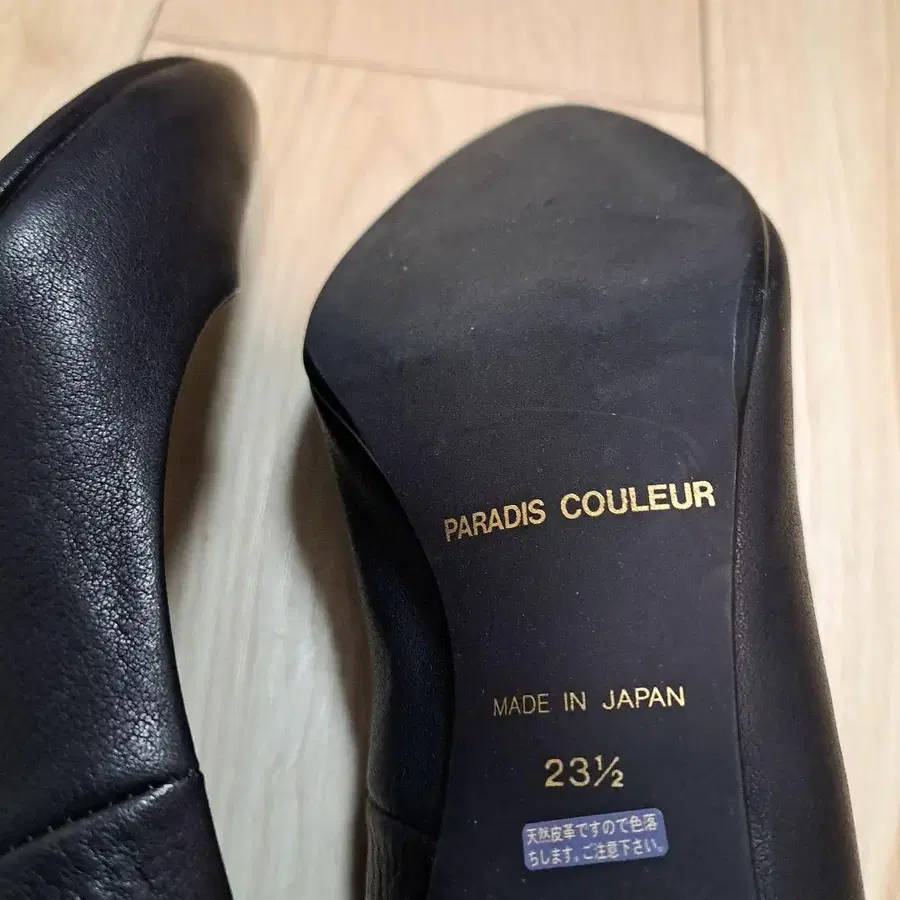 PARADIS COULEUR
MADE IN JAPAN
23½
天然皮革ですので色落
ちします。ご注意下さい。